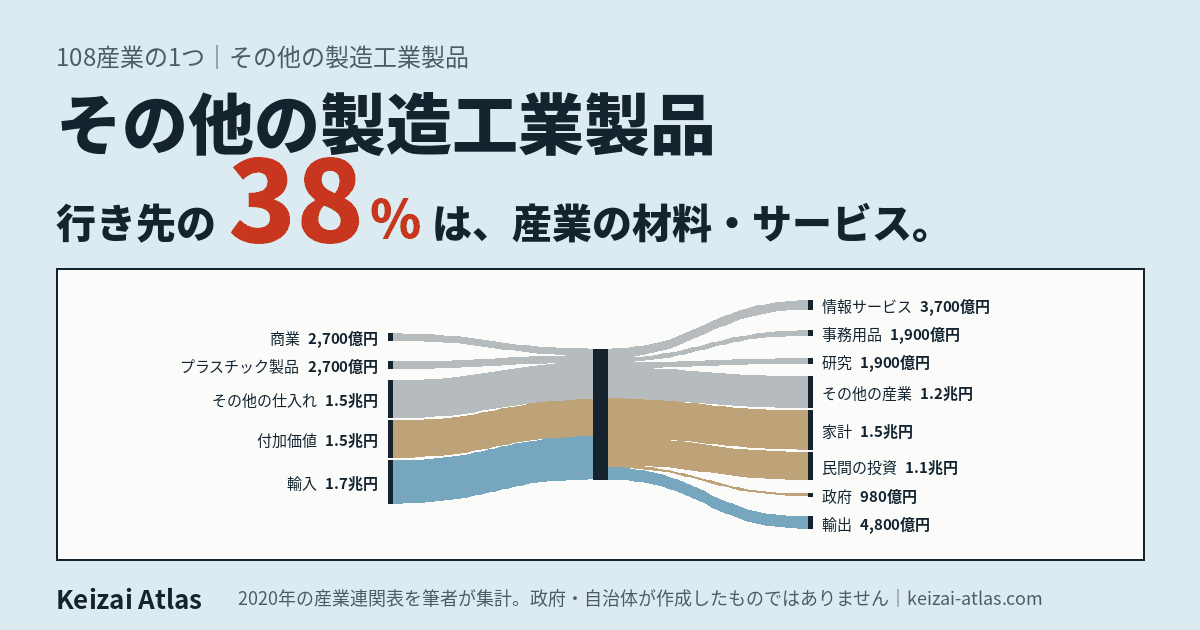 108産業の1つ｜その他の製造工業製品
その他の製造工業製品
行き先の 38% は、産業の材料・サービス。
商業 2,700億円
プラスチック製品 2,700億円
その他の仕入れ 1.5兆円
付加価値 1.5兆円
輸入 1.7兆円
情報サービス 3,700億円
事務用品 1,900億円
研究 1,900億円
その他の産業 1.2兆円
家計 1.5兆円
民間の投資 1.1兆円
政府 980億円
輸出 4,800億円
Keizai Atlas 2020年の産業連関表を筆者が集計。政府・自治体が作成したものではありません｜keizai-atlas.com